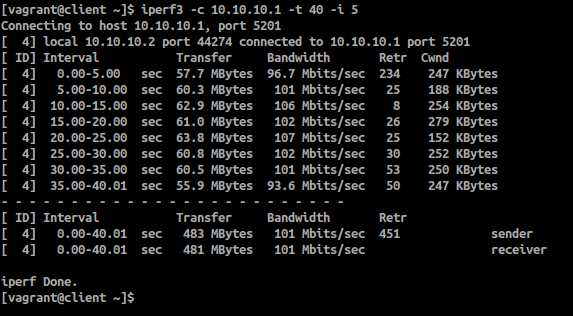 [vagrant@client ~]$ iperf3 -c 10.10.10.1 -t 40 -i 5
Connecting to host 10.10.10.1, port 5201
[  4] local 10.10.10.2 port 44274 connected to 10.10.10.1 port 5201
[ ID] Interval           Transfer     Bandwidth       Retr  Cwnd
[  4]   0.00-5.00   sec  57.7 MBytes  96.7 Mbits/sec  234    247 KBytes
[  4]   5.00-10.00  sec  60.3 MBytes   101 Mbits/sec   25    188 KBytes
[  4]  10.00-15.00  sec  62.9 MBytes   106 Mbits/sec    8    254 KBytes
[  4]  15.00-20.00  sec  61.0 MBytes   102 Mbits/sec   26    279 KBytes
[  4]  20.00-25.00  sec  63.8 MBytes   107 Mbits/sec   25    152 KBytes
[  4]  25.00-30.00  sec  60.8 MBytes   102 Mbits/sec   30    252 KBytes
[  4]  30.00-35.00  sec  60.5 MBytes   101 Mbits/sec   53    250 KBytes
[  4]  35.00-40.01  sec  55.9 MBytes  93.6 Mbits/sec   50    247 KBytes
- - - - - - - - - - - - - - - - - - - - - - - - -
[ ID] Interval           Transfer     Bandwidth       Retr
[  4]   0.00-40.01  sec   483 MBytes   101 Mbits/sec  451             sender
[  4]   0.00-40.01  sec   481 MBytes   101 Mbits/sec                  receiver
iperf Done.
[vagrant@client ~]$